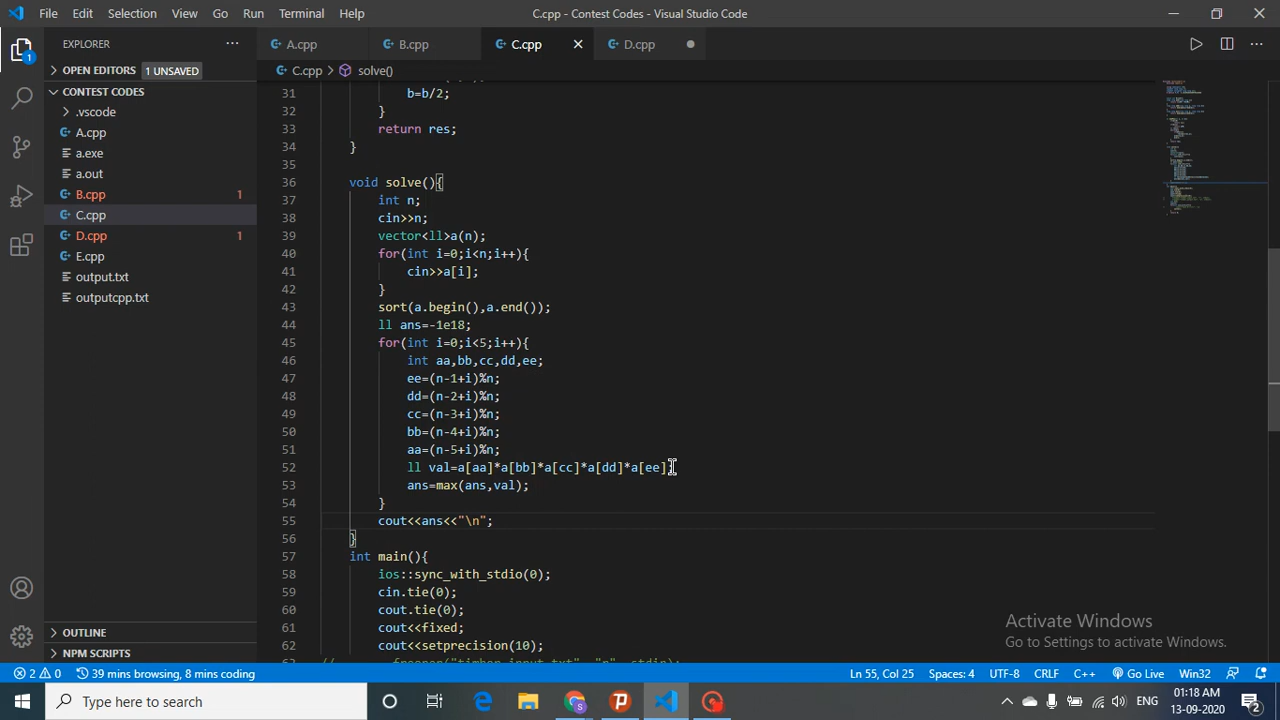 File Edit Selection View Go Run Terminal Help C.cpp - Contest Codes - Visual Studio Code
EXPLORER
A.cpp B.cpp C.cpp D.cpp
OPEN EDITORS 1 UNSAVED
C.cpp > solve()
CONTEST CODES
.vscode
A.cpp
a.exe
a.out
B.cpp 1
C.cpp
D.cpp 1
E.cpp
output.txt
outputcpp.txt
OUTLINE
NPM SCRIPTS
31 b=b/2;
32 }
33 return res;
34 }
35
36 void solve(){
37 int n;
38 cin>>n;
39 vector<ll>a(n);
40 for(int i=0;i<n;i++){
41 cin>>a[i];
42 }
43 sort(a.begin(),a.end());
44 ll ans=-1e18;
45 for(int i=0;i<5;i++){
46 int aa,bb,cc,dd,ee;
47 ee=(n-1+i)%n;
48 dd=(n-2+i)%n;
49 cc=(n-3+i)%n;
50 bb=(n-4+i)%n;
51 aa=(n-5+i)%n;
52 ll val=a[aa]*a[bb]*a[cc]*a[dd]*a[ee];
53 ans=max(ans,val);
54 }
55 cout<<ans<<"\n";
56 }
57 int main(){
58 ios::sync_with_stdio(0);
59 cin.tie(0);
60 cout.tie(0);
61 cout<<fixed;
62 cout<<setprecision(10);
Activate Windows
Go to Settings to activate Windows.
2 0 39 mins browsing, 8 mins coding Ln 55, Col 25 Spaces: 4 UTF-8 CRLF C++ Go Live Win32
Type here to search
ENG 01:18 AM 13-09-2020 2